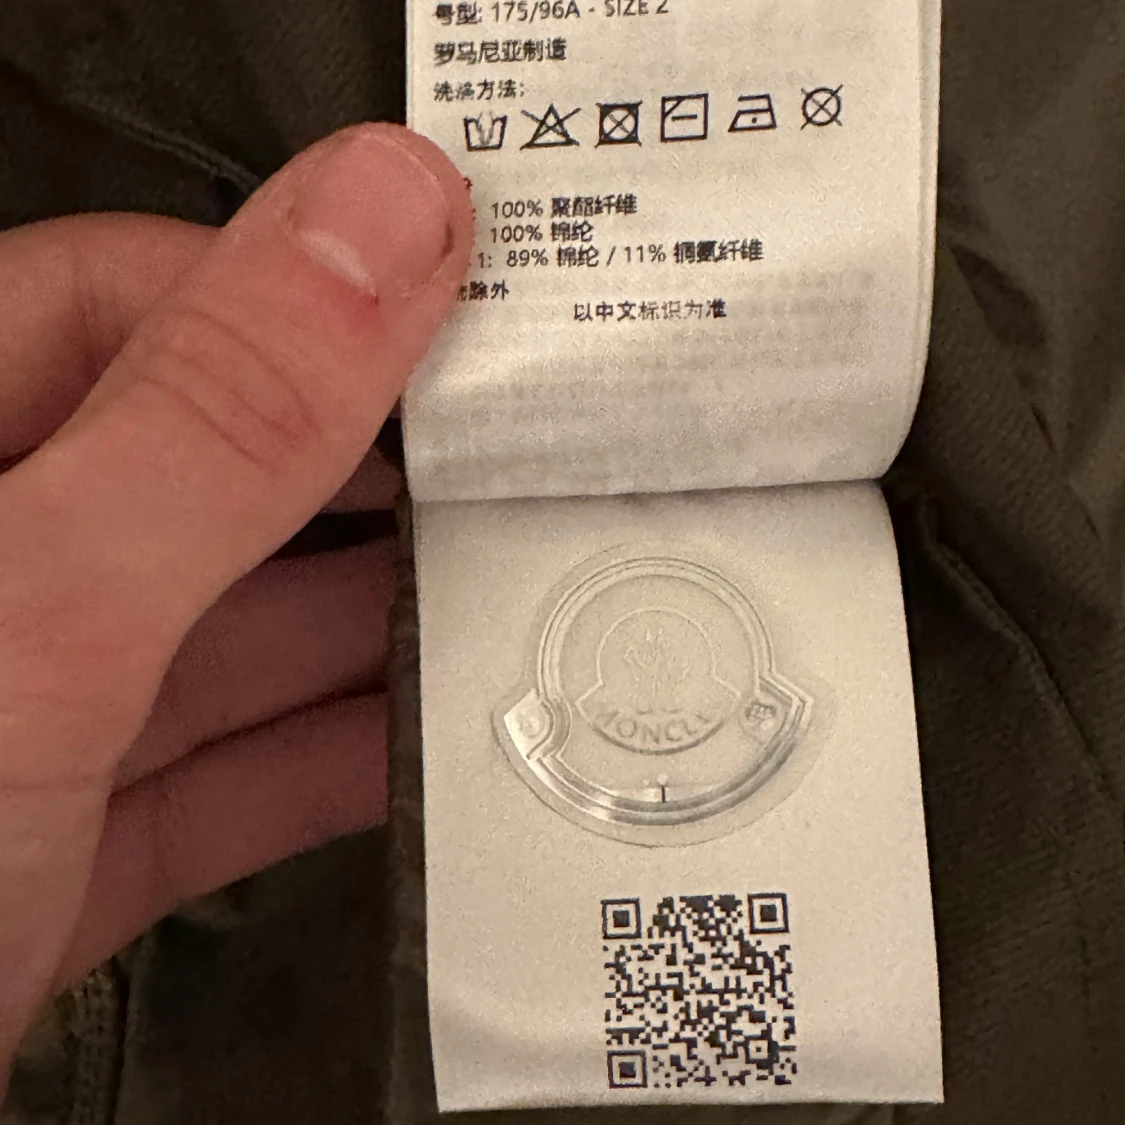 号型: 175/96A - SIZE 2
罗马尼亚制造
洗涤方法:
100% 聚酯纤维
100% 锦纶
1: 89% 锦纶 / 11% 铜氨纤维
除外
以中文标识为准
MONCL